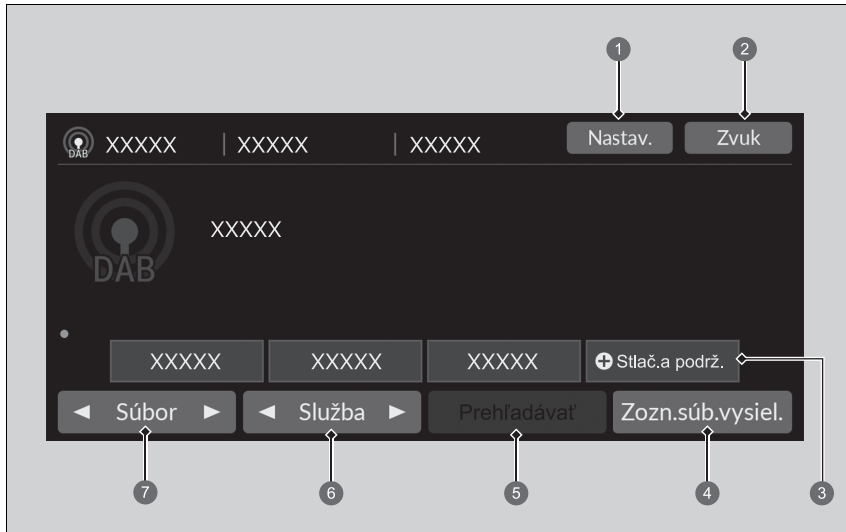 1 2
DAB XXXXX | XXXXX | XXXXX Nastav. Zvuk
DAB XXXXX
XXXXX XXXXX XXXXX Stlač.a podrž.
Súbor Služba Prehľadávať Zozn.súb.vysiel.
7 6 5 4 3